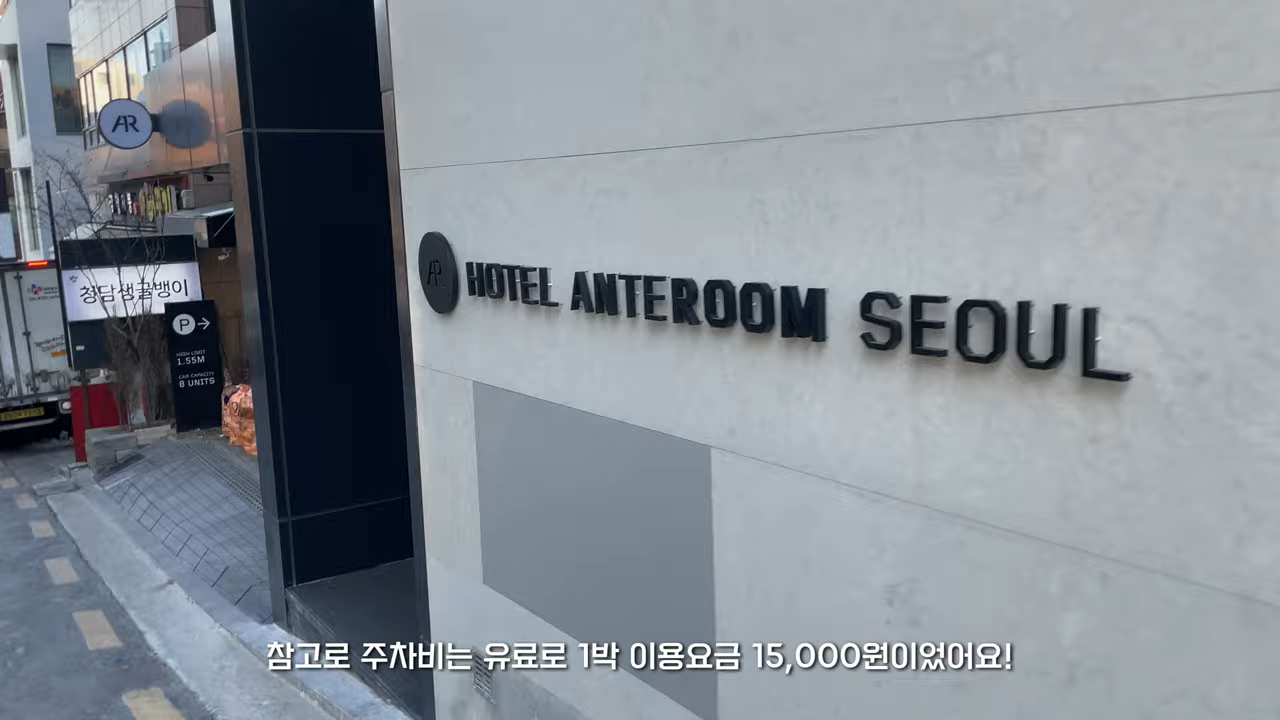 AR
청담샘골뱅이
P
HIGH LIMIT
1.55M
CAR CAPACITY
8 UNITS
AR
HOTEL ANTEROOM SEOUL
참고로 주차비는 유료로 1박 이용요금 15,000원이었어요!